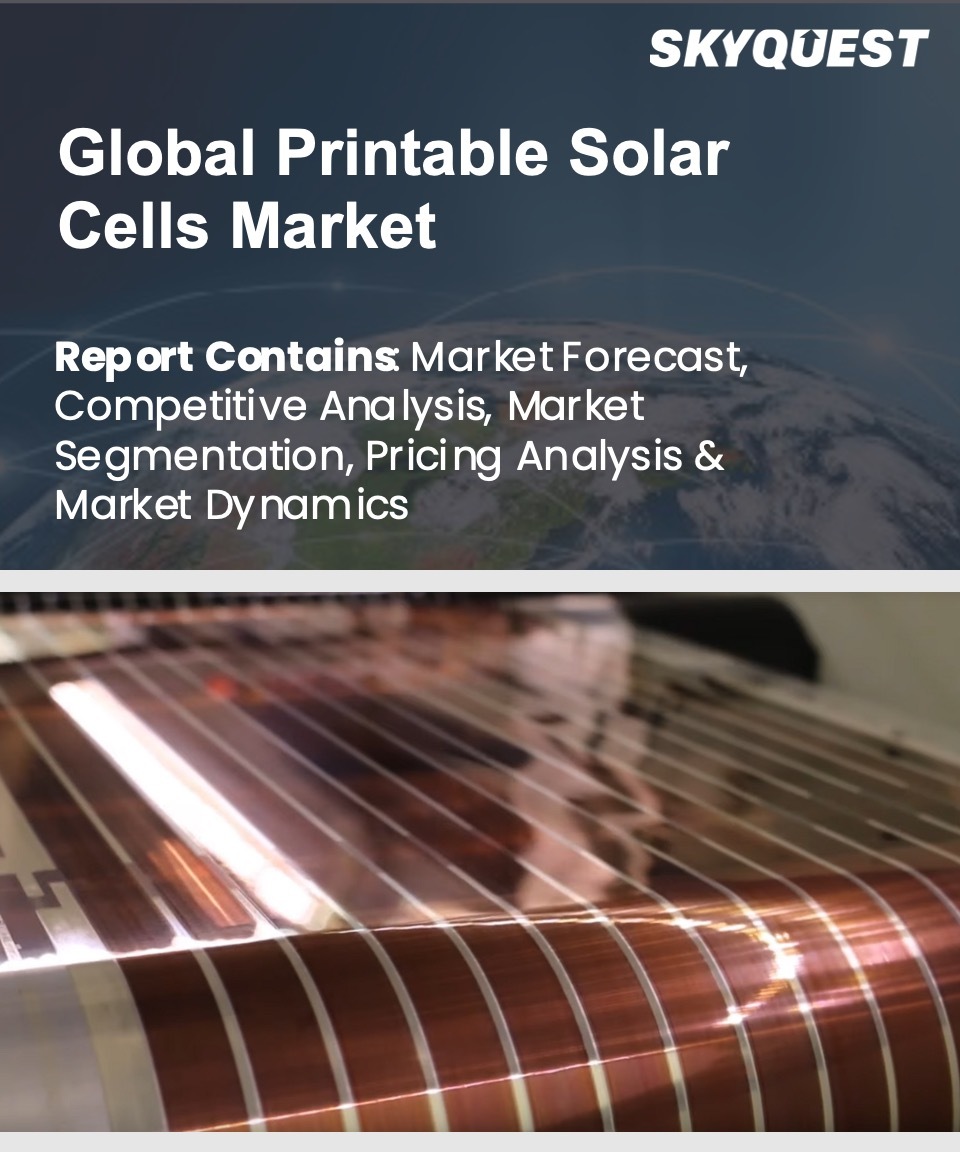 SKYQUEST
Global Printable Solar
Cells Market
Report Contains: Market Forecast,
Competitive Analysis, Market
Segmentation, Pricing Analysis &
Market Dynamics